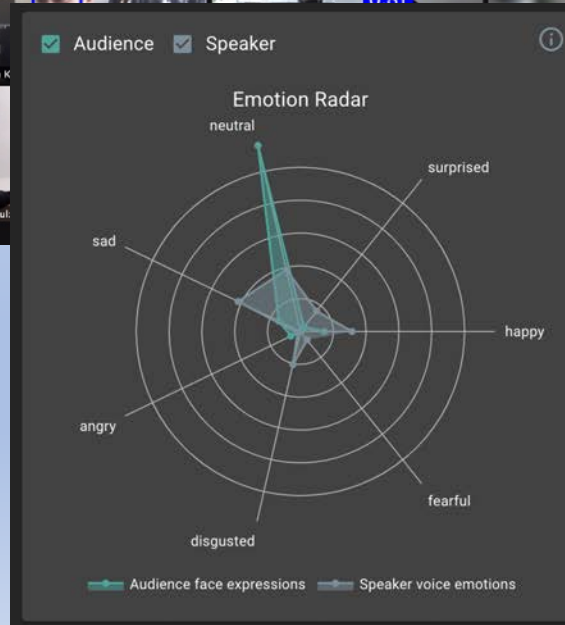 Audience Speaker
Emotion Radar
neutral
surprised
sad
happy
angry
fearful
disgusted
Audience face expressions Speaker voice emotions